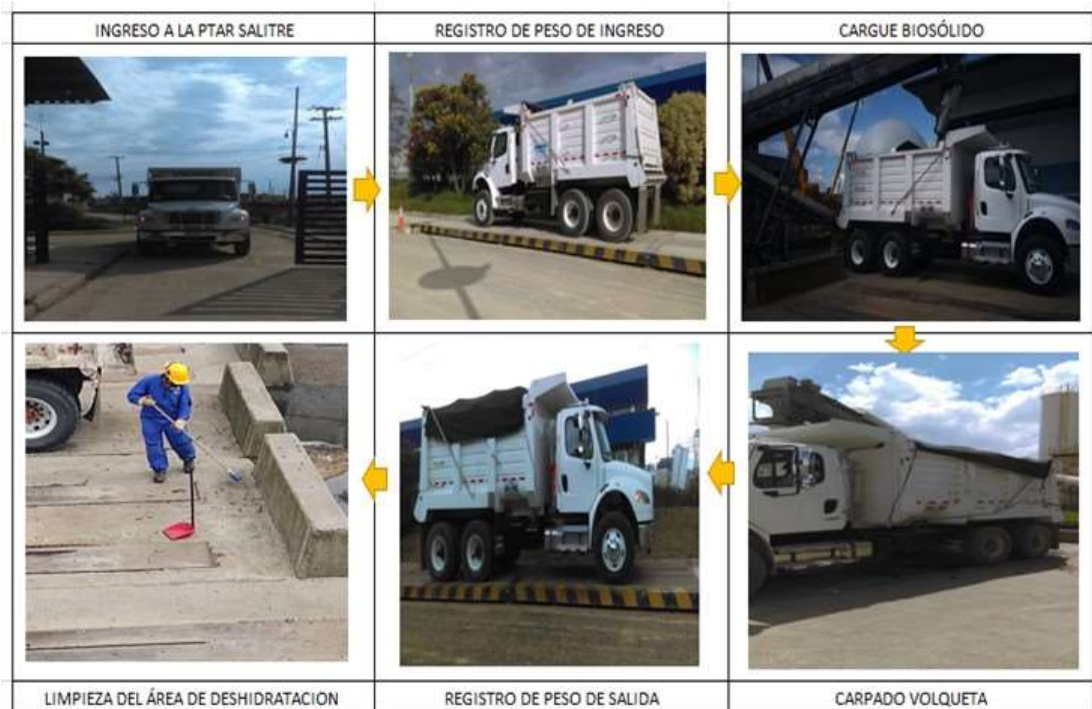 INGRESO A LA PTAR SALITRE
REGISTRO DE PESO DE INGRESO
CARGUE BIOSÓLIDO
LIMPIEZA DEL ÁREA DE DESHIDRATACION
REGISTRO DE PESO DE SALIDA
CARPADO VOLQUETA